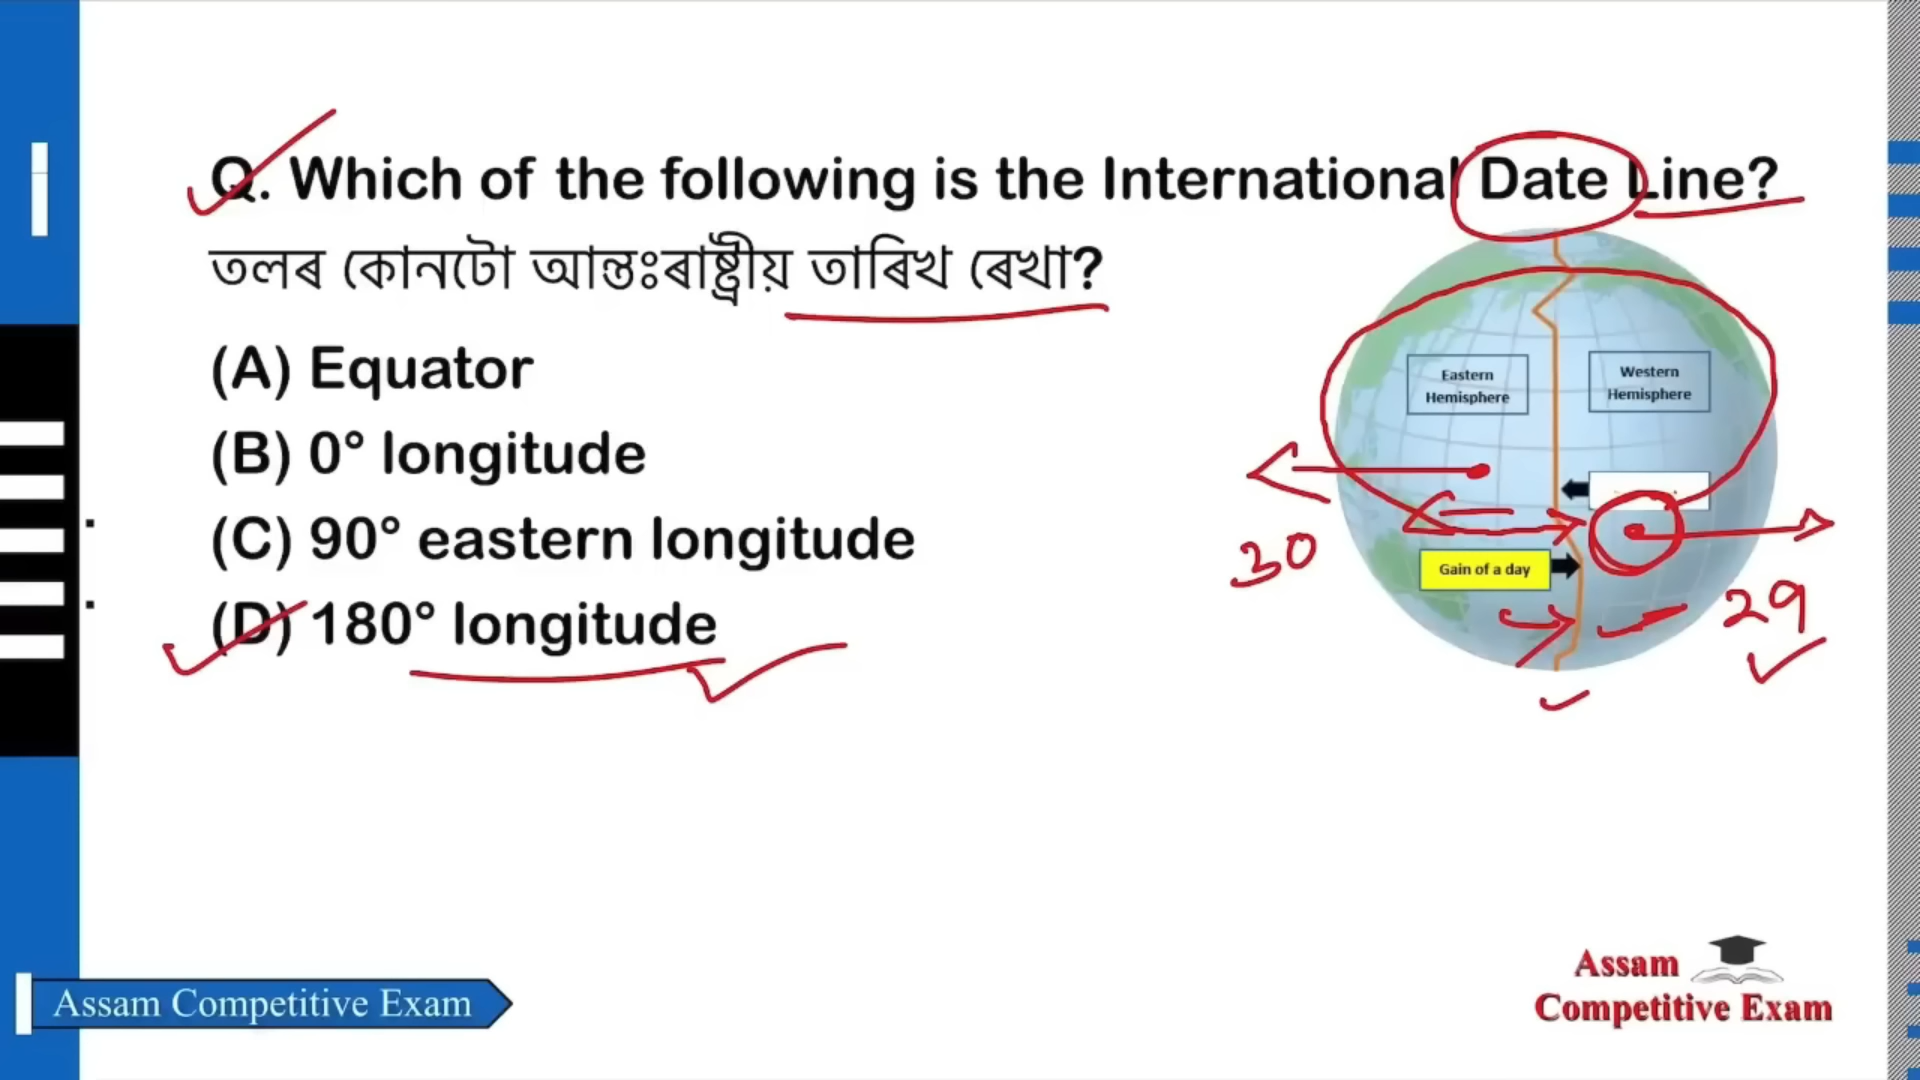 Q. Which of the following is the International Date Line?
তলৰ কোনটো আন্তঃৰাষ্ট্ৰীয় তাৰিখ ৰেখা?
(A) Equator
(B) 0° longitude
(C) 90° eastern longitude
(D) 180° longitude
Eastern
Hemisphere
Western
Hemisphere
Gain of a day
30
29
Assam Competitive Exam
Assam
Competitive Exam